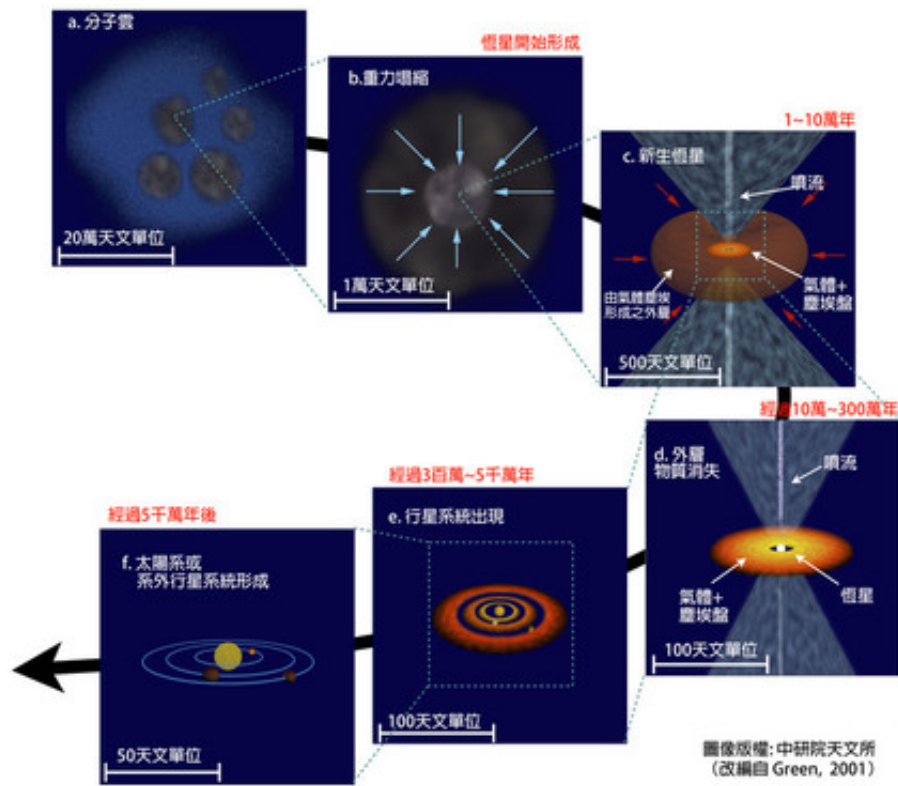 a. 分子雲
20萬天文單位
恆星開始形成
b.重力塌縮
1萬天文單位
1~10萬年
c. 新生恆星
噴流
由氣體塵埃
形成之外層
氣體+
塵埃盤
500天文單位
經過10萬~300萬年
d. 外層
物質消失
噴流
氣體+
塵埃盤
恆星
100天文單位
經過3百萬~5千萬年
e. 行星系統出現
100天文單位
經過5千萬年後
f. 太陽系或
系外行星系統形成
50天文單位
圖像版權: 中研院天文所
(改編自 Green, 2001)